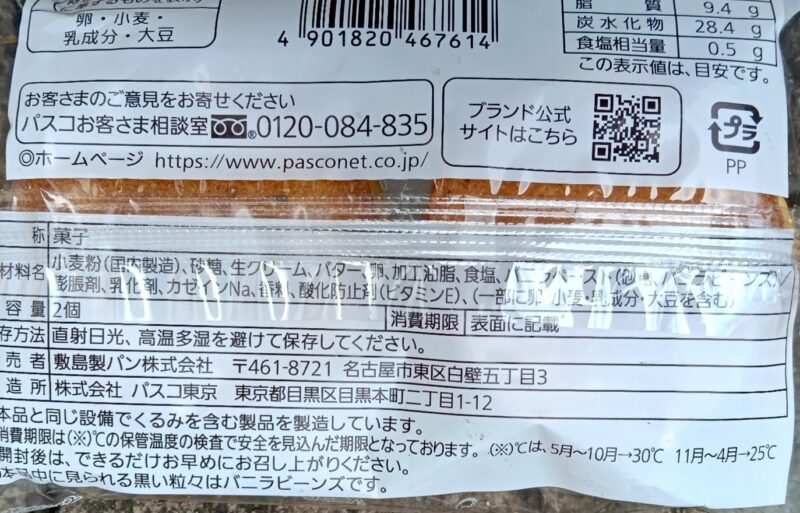 卵・小麦・
乳成分・大豆
4 901820 467614
脂 質 9.4 g
炭水化物 28.4 g
食塩相当量 0.5 g
この表示値は、目安です。
お客さまのご意見をお寄せください
パスコお客さま相談室 0120-084-835
◎ホームページ https://www.pasconet.co.jp/
ブランド公式
サイトはこちら
プラ
PP
称 菓子
材料名 小麦粉(国内製造)、砂糖、生クリーム、バター、卵、加工油脂、食塩、バニラペースト(砂糖、バニラビーンズ)/
膨脹剤、乳化剤、カゼインNa、香料、酸化防止剤(ビタミンE)、(一部に卵・小麦・乳成分・大豆を含む)
容量 2個 消費期限 表面に記載
存方法 直射日光、高温多湿を避けて保存してください。
売者 敷島製パン株式会社 〒461-8721 名古屋市東区白壁五丁目3
造所 株式会社 パスコ東京 東京都目黒区目黒本町二丁目1-12
本品と同じ設備でくるみを含む製品を製造しています。
消費期限は(※)℃の保管温度の検査で安全を見込んだ期限となっております。(※)℃は、5月〜10月→30℃ 11月〜4月→25℃
開封後は、できるだけお早めにお召し上がりください。
本品中に見られる黒い粒々はバニラビーンズです。